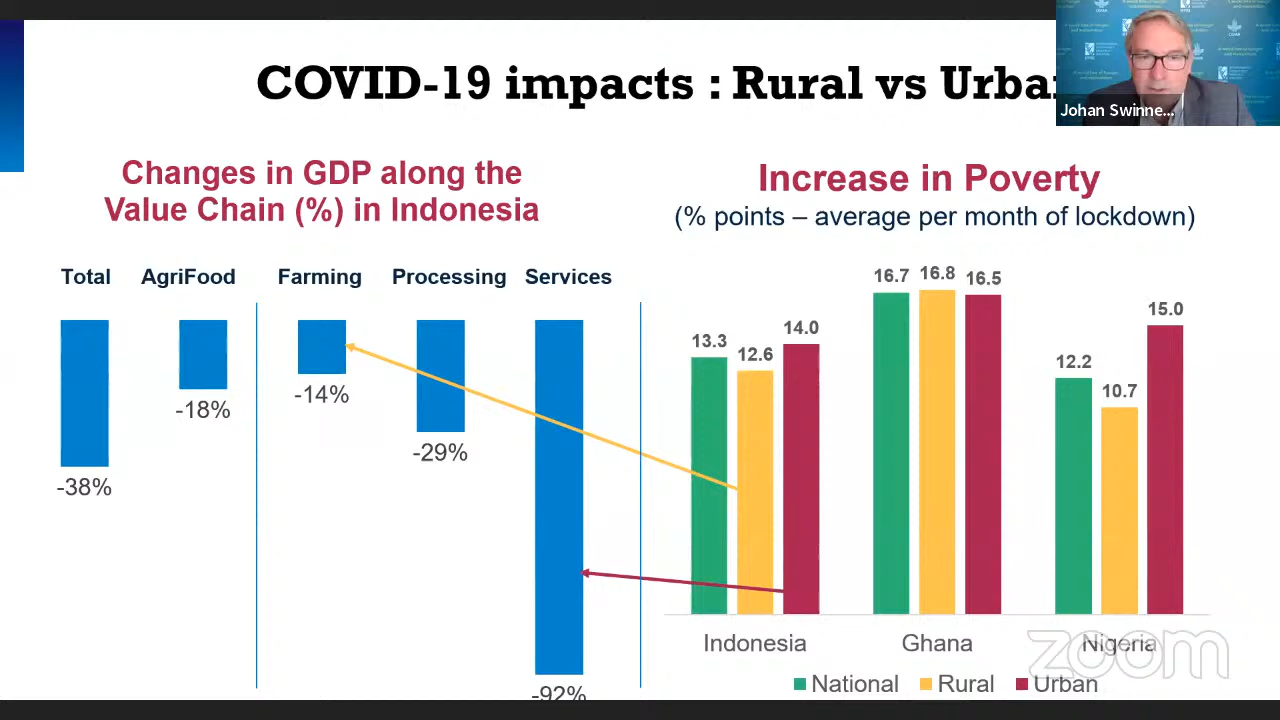 COVID-19 impacts : Rural vs Urba
Johan Swinne...
Changes in GDP along the
Value Chain (%) in Indonesia
Increase in Poverty
(% points – average per month of lockdown)
Total AgriFood Farming Processing Services
-38%
-18%
-14%
-29%
-92%
16.7 16.8 16.5
15.0
13.3 12.6 14.0
12.2 10.7
Indonesia Ghana Nigeria
National Rural Urban
zoom